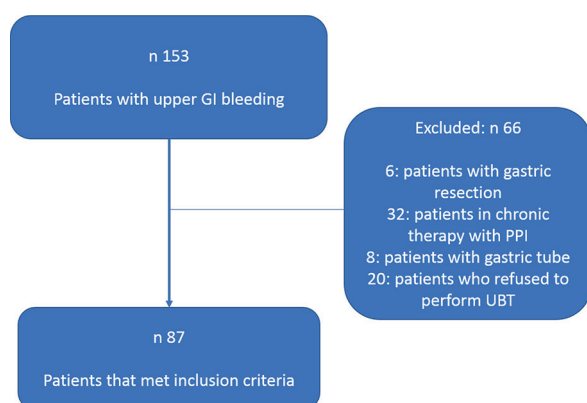 n 153
Patients with upper GI bleeding
Excluded: n 66
6: patients with gastric
resection
32: patients in chronic
therapy with PPI
8: patients with gastric tube
20: patients who refused to
perform UBT
n 87
Patients that met inclusion criteria